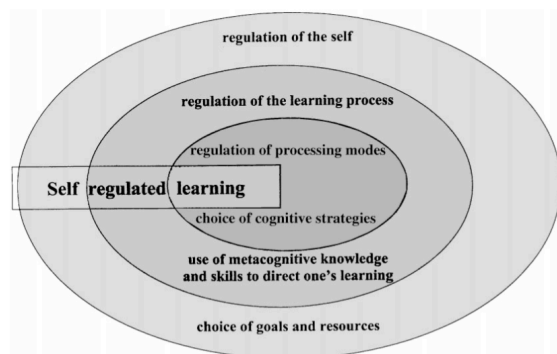 regulation of the self
regulation of the learning process
regulation of processing modes
Self regulated learning
choice of cognitive strategies
use of metacognitive knowledge
and skills to direct one's learning
choice of goals and resources